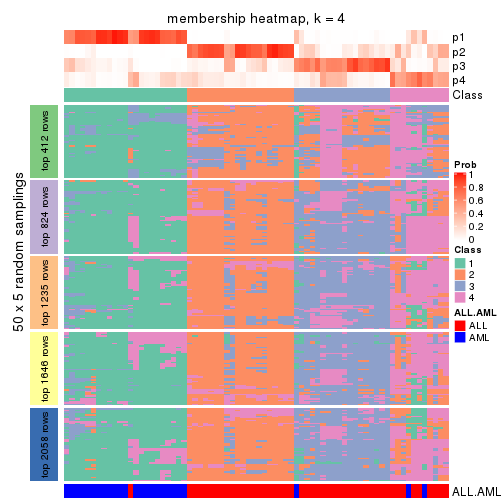 membership heatmap, k = 4
p1
p2
p3
p4
Class
50 x 5 random samplings
top 412 rows
top 824 rows
top 1235 rows
top 1646 rows
top 2058 rows
Prob
1
0.8
0.6
0.4
0.2
0
Class
1
2
3
4
ALL.AML
ALL
AML
ALL.AML